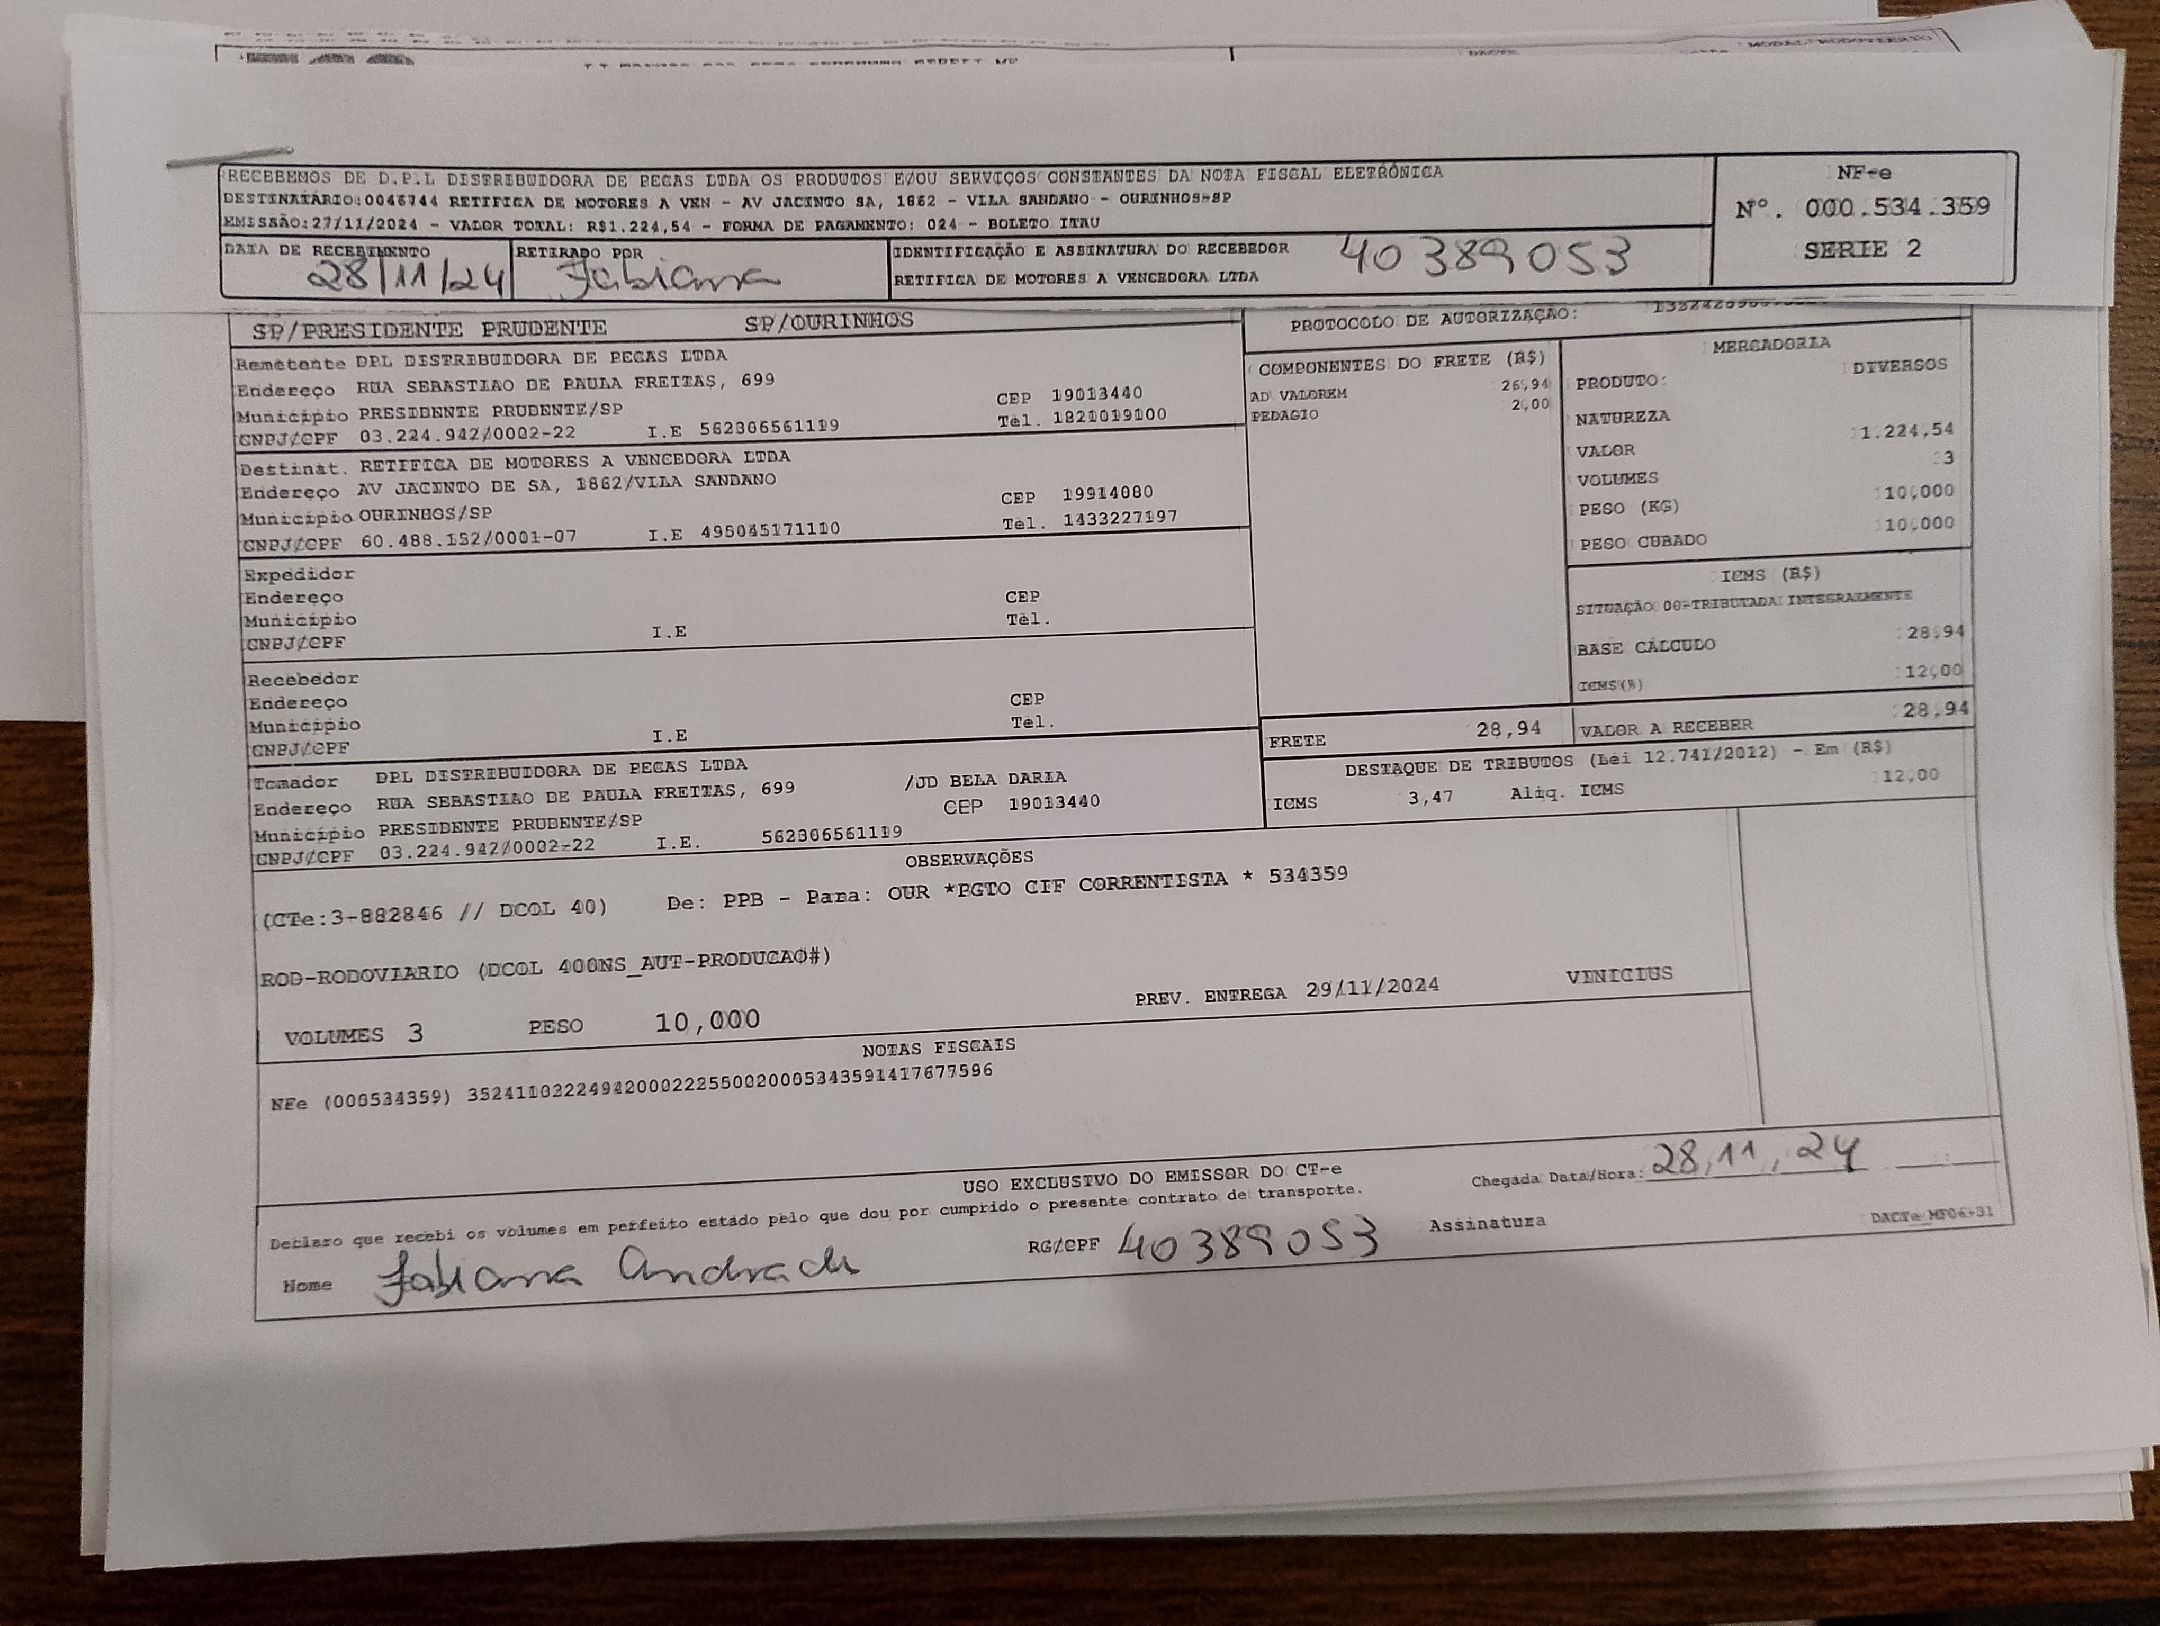 RECEBEMOS DE D.P.L DISTRIBUIDORA DE PECAS LTDA OS PRODUTOS E/OU SERVIÇOS CONSTANTES DA NOTA FISCAL ELETRÔNICA
DESTINATÁRIO:0046744 RETIFICA DE MOTORES A VEN - AV JACINTO SA, 1862 - VILA SANDANO - OURINHOS-SP
EMISSÃO:27/11/2024 - VALOR TOTAL: R$1.224,54 - FORMA DE PAGAMENTO: 024 - BOLETO ITAU
NF-e
Nº. 000.534.359
SERIE 2
DATA DE RECEBIMENTO
28/11/24
RETIRADO POR
Fabiana
IDENTIFICAÇÃO E ASSINATURA DO RECEBEDOR 40389053
RETIFICA DE MOTORES A VENCEDORA LTDA
SP/PRESIDENTE PRUDENTE SP/OURINHOS
PROTOCOLO DE AUTORIZAÇÃO:
Remetente DPL DISTRIBUIDORA DE PECAS LTDA
Endereço RUA SEBASTIAO DE PAULA FREITAS, 699
Município PRESIDENTE PRUDENTE/SP CEP 19013440
CNPJ/CPF 03.224.942/0002-22 I.E 562306561119 Tel. 1821019100
Destinat. RETIFICA DE MOTORES A VENCEDORA LTDA
Endereço AV JACINTO DE SA, 1862/VILA SANDANO
Município OURINHOS/SP CEP 19914080
CNPJ/CPF 60.488.152/0001-07 I.E 495045171110 Tel. 1433227197
Expedidor
Endereço CEP
Município Tel.
CNPJ/CPF I.E
Recebedor
Endereço CEP
Município Tel.
CNPJ/CPF I.E
Tomador DPL DISTRIBUIDORA DE PECAS LTDA
Endereço RUA SEBASTIAO DE PAULA FREITAS, 699 /JD BELA DARIA
Município PRESIDENTE PRUDENTE/SP CEP 19013440
CNPJ/CPF 03.224.942/0002-22 I.E. 562306561119
COMPONENTES DO FRETE (R$)
AD VALOREM 26,94
PEDAGIO 2,00
MERCADORIA
PRODUTO: DIVERSOS
NATUREZA
VALOR 1.224,54
VOLUMES 3
PESO (KG) 10,000
PESO CUBADO 10,000
ICMS (R$)
SITUAÇÃO 00-TRIBUTADA INTEGRALMENTE
BASE CÁLCULO 28,94
ICMS(%) 12,00
FRETE 28,94 VALOR A RECEBER 28,94
DESTAQUE DE TRIBUTOS (Lei 12.741/2012) - Em (R$)
ICMS 3,47 Aliq. ICMS 12,00
OBSERVAÇÕES
(CTe:3-882846 // DCOL 40) De: PPB - Para: OUR *PGTO CIF CORRENTISTA * 534359
ROD-RODOVIARIO (DCOL 400NS_AUT-PRODUCAO#)
VOLUMES 3 PESO 10,000 PREV. ENTREGA 29/11/2024 VINICIUS
NOTAS FISCAIS
NFe (000534359) 35241103224942000222550020005343591417677596
USO EXCLUSIVO DO EMISSOR DO CT-e
Declaro que recebi os volumes em perfeito estado pelo que dou por cumprido o presente contrato de transporte.
Chegada Data/Hora: 28,11,24
Nome Fabiana Andrade RG/CPF 40389053 Assinatura
DACTe MF06-31